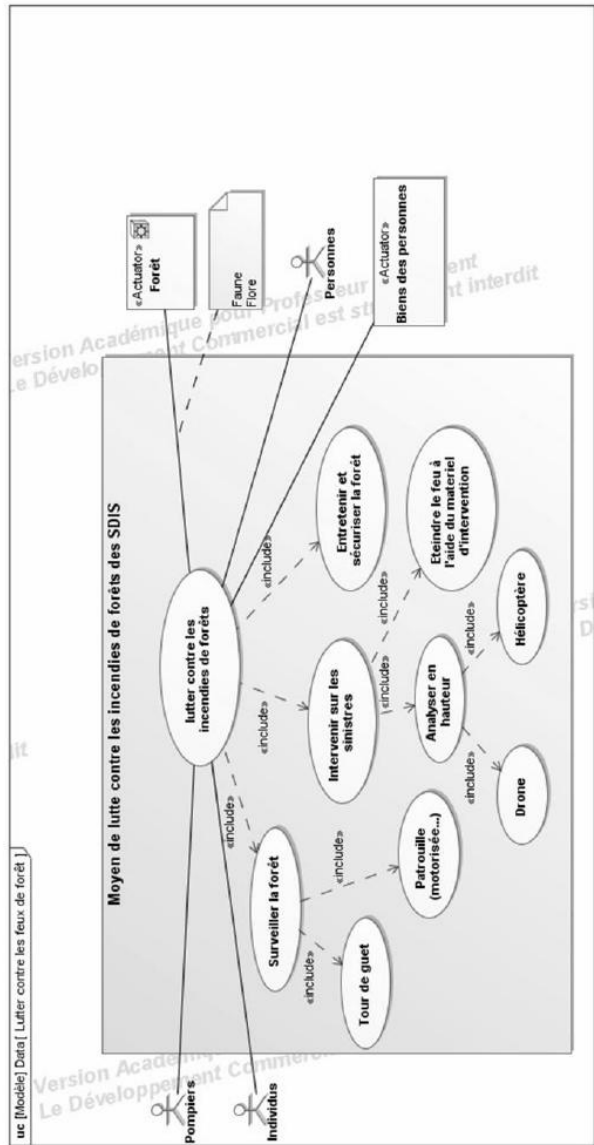 uc [Modèle] Data [ Lutter contre les feux de forêt ]
Moyen de lutte contre les incendies de forêts des SDIS
Pompiers
Individus
lutter contre les
incendies de forêts
«Actuator»
Forêt
Faune
Flore
Personnes
«Actuator»
Biens des personnes
«include»
«include»
«include»
Surveiller la forêt
Intervenir sur les
sinistres
Entretenir et
sécuriser la forêt
«include»
«include»
«include»
«include»
Tour de guet
Patrouille
(motorisée...)
Analyser en
hauteur
Eteindre le feu à
l'aide du materiel
d'intervention
«include»
«include»
Drone
Hélicoptère
Version Académique pour Professeur
Le Développement Commercial est interdit
Version Académique
Le Développement